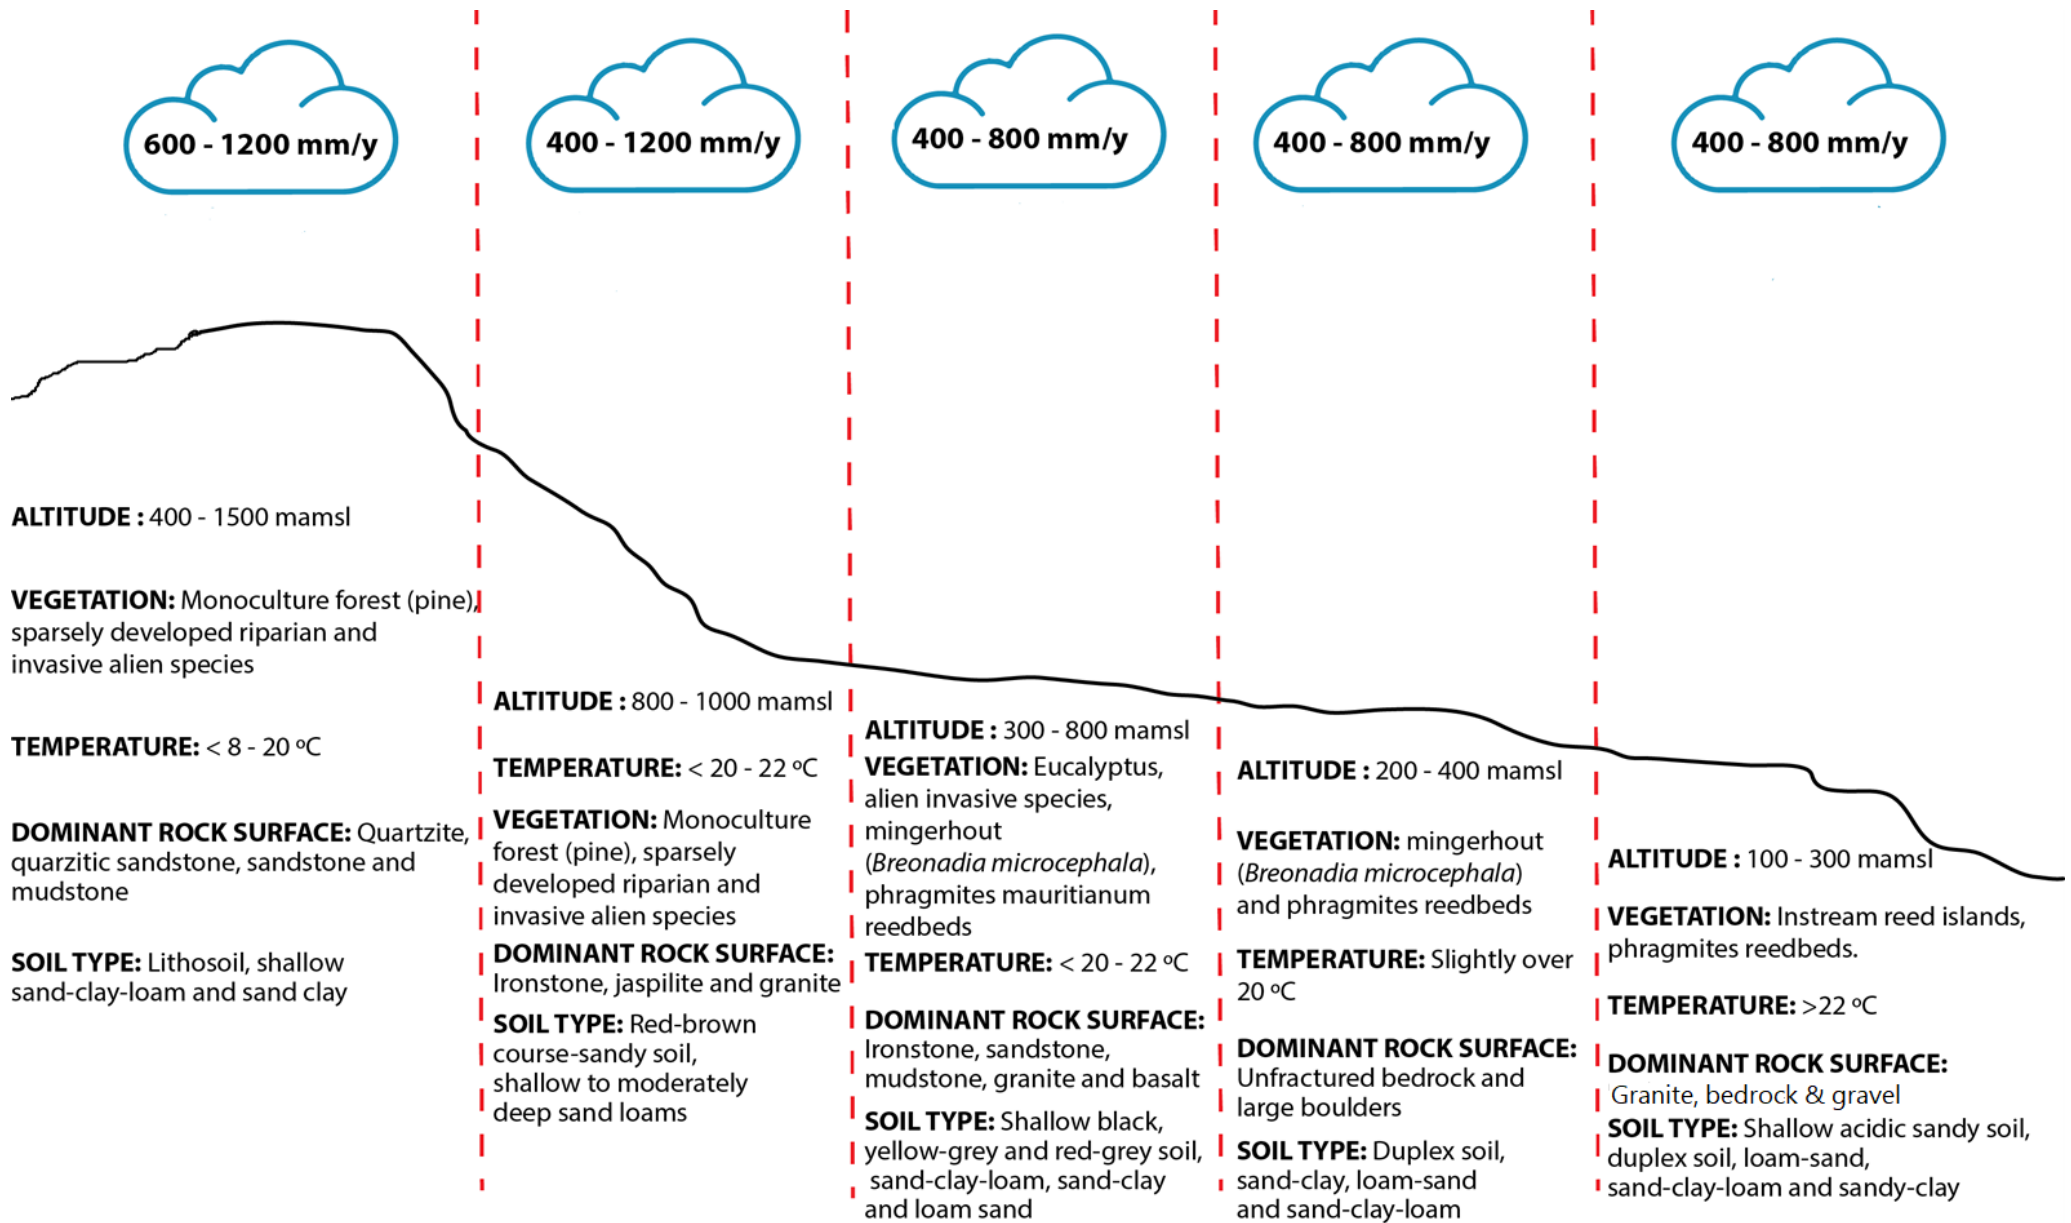 600 - 1200 mm/y
400 - 1200 mm/y
400 - 800 mm/y
400 - 800 mm/y
400 - 800 mm/y
ALTITUDE : 400 - 1500 mamsl
VEGETATION: Monoculture forest (pine),
sparsely developed riparian and
invasive alien species
TEMPERATURE: < 8 - 20 ºC
DOMINANT ROCK SURFACE: Quartzite,
quarzitic sandstone, sandstone and
mudstone
SOIL TYPE: Lithosoil, shallow
sand-clay-loam and sand clay
ALTITUDE : 800 - 1000 mamsl
TEMPERATURE: < 20 - 22 ºC
VEGETATION: Monoculture
forest (pine), sparsely
developed riparian and
invasive alien species
DOMINANT ROCK SURFACE:
Ironstone, jaspilite and granite
SOIL TYPE: Red-brown
course-sandy soil,
shallow to moderately
deep sand loams
ALTITUDE : 300 - 800 mamsl
VEGETATION: Eucalyptus,
alien invasive species,
mingerhout
(Breonadia microcephala),
phragmites mauritianum
reedbeds
TEMPERATURE: < 20 - 22 ºC
DOMINANT ROCK SURFACE:
Ironstone, sandstone,
mudstone, granite and basalt
SOIL TYPE: Shallow black,
yellow-grey and red-grey soil,
sand-clay-loam, sand-clay
and loam sand
ALTITUDE : 200 - 400 mamsl
VEGETATION: mingerhout
(Breonadia microcephala)
and phragmites reedbeds
TEMPERATURE: Slightly over
20 ºC
DOMINANT ROCK SURFACE:
Unfractured bedrock and
large boulders
SOIL TYPE: Duplex soil,
sand-clay, loam-sand
and sand-clay-loam
ALTITUDE : 100 - 300 mamsl
VEGETATION: Instream reed islands,
phragmites reedbeds.
TEMPERATURE: >22 ºC
DOMINANT ROCK SURFACE:
Granite, bedrock & gravel
SOIL TYPE: Shallow acidic sandy soil,
duplex soil, loam-sand,
sand-clay-loam and sandy-clay